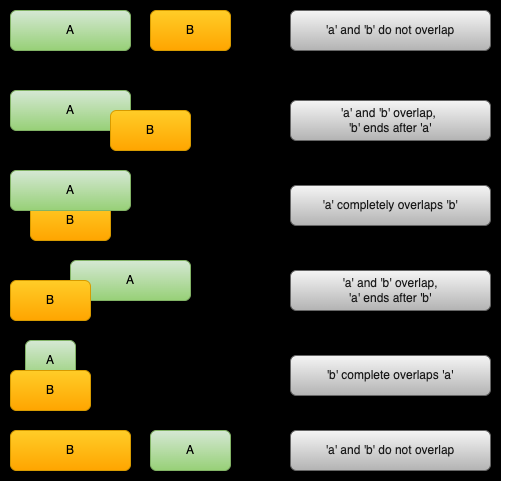 A
B
'a' and 'b' do not overlap
A
B
'a' and 'b' overlap,
'b' ends after 'a'
A
B
'a' completely overlaps 'b'
A
B
'a' and 'b' overlap,
'a' ends after 'b'
A
B
'b' complete overlaps 'a'
B
A
'a' and 'b' do not overlap